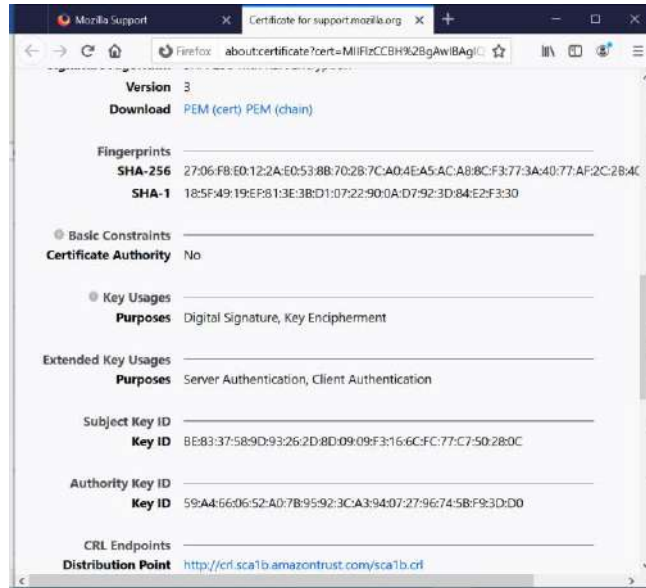 Mozilla Support
Certificate for support.mozilla.org
Firefox about:certificate?cert=MIIFIzCCBH%2BgAwIBAgIQ
Version 3
Download PEM (cert) PEM (chain)
Fingerprints
SHA-256 27:06:F8:E0:12:2A:E0:53:8B:70:2B:7C:A0:4E:A5:AC:A8:8C:F3:77:3A:40:77:AF:2C:2B:4C
SHA-1 18:5F:49:19:EF:81:3E:3B:D1:07:22:90:0A:D7:92:3D:84:E2:F3:30
Basic Constraints
Certificate Authority No
Key Usages
Purposes Digital Signature, Key Encipherment
Extended Key Usages
Purposes Server Authentication, Client Authentication
Subject Key ID
Key ID BE:83:37:58:9D:93:26:2D:8D:09:09:F3:16:6C:FC:77:C7:50:28:0C
Authority Key ID
Key ID 59:A4:66:06:52:A0:7B:95:92:3C:A3:94:07:27:96:74:5B:F9:3D:D0
CRL Endpoints
Distribution Point http://crl.sca1b.amazontrust.com/sca1b.crl